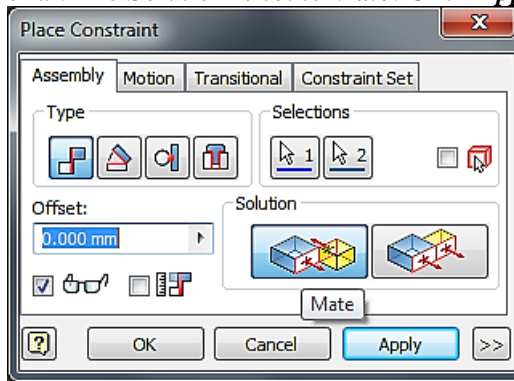 Place Constraint
X
Assembly Motion Transitional Constraint Set
Type
Selections
1 2
Offset:
0.000 mm
Solution
Mate
? OK Cancel Apply >>